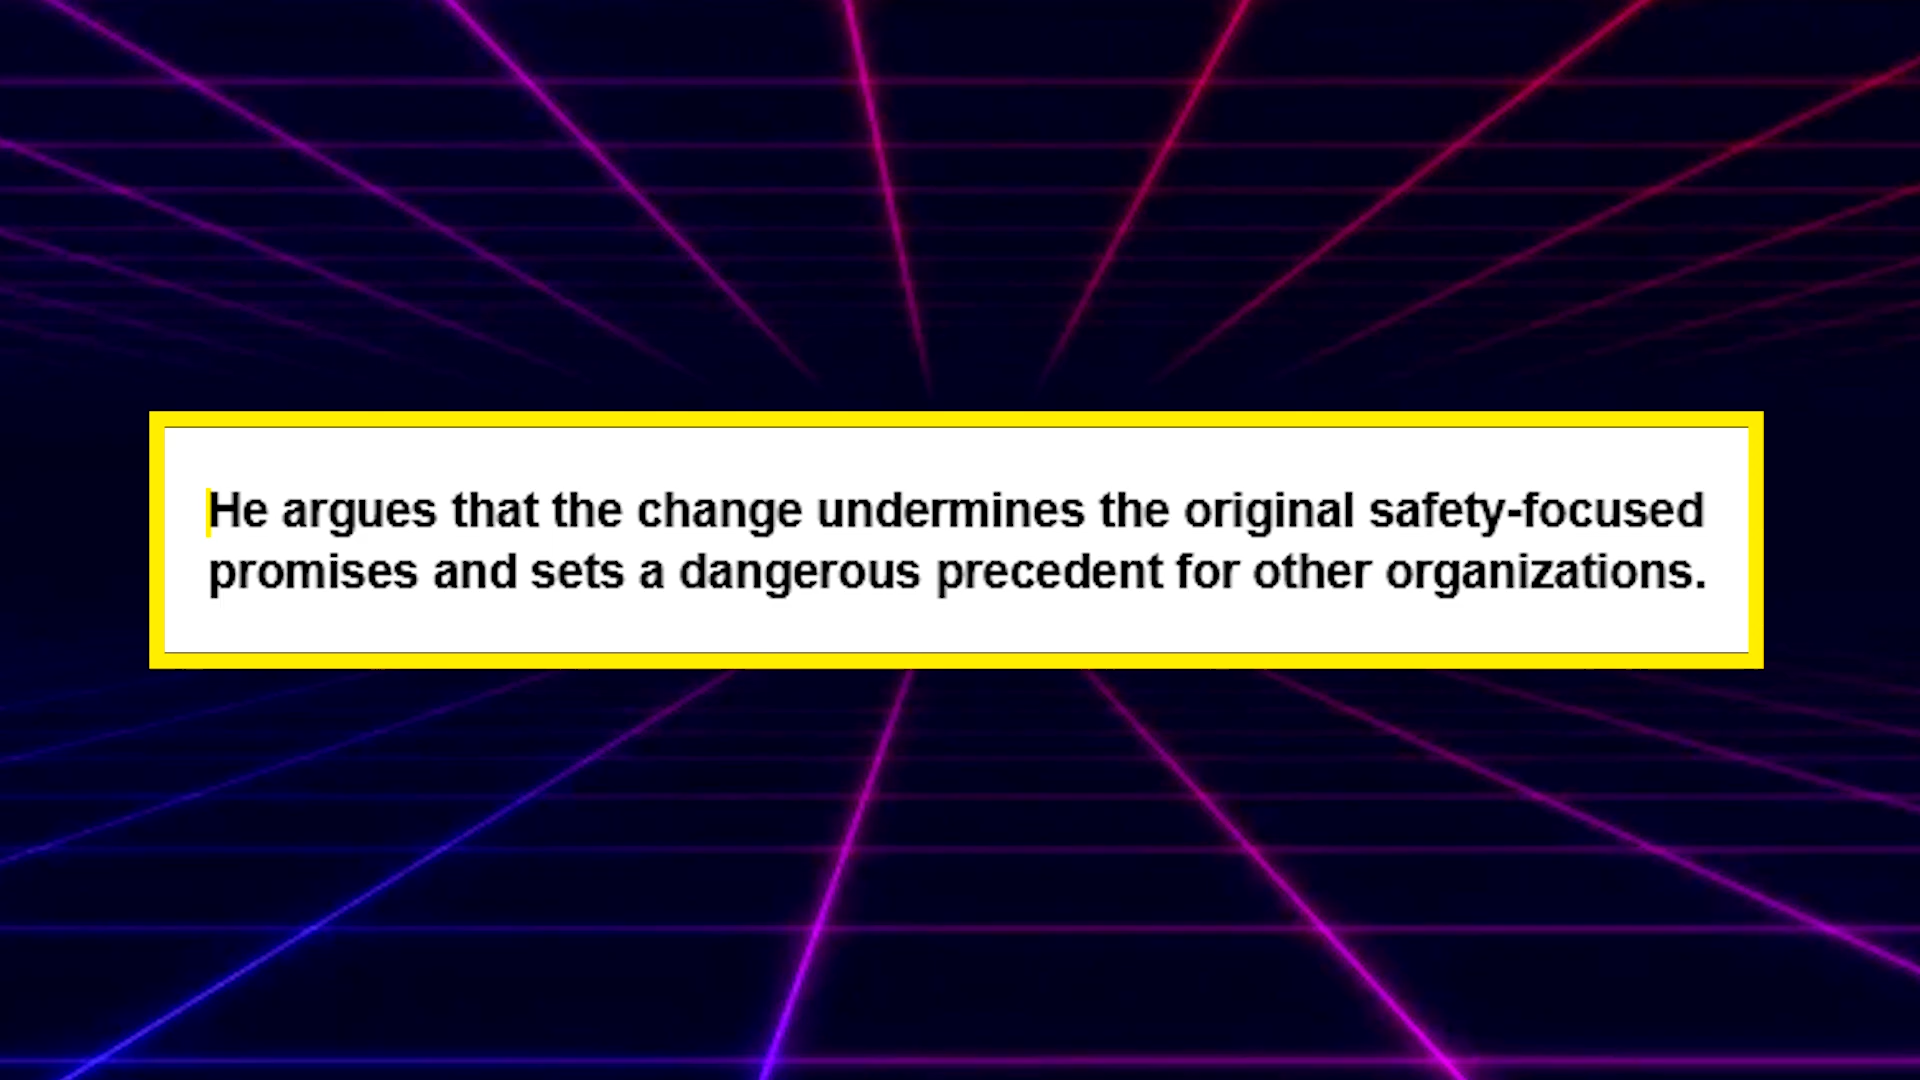 He argues that the change undermines the original safety-focused
promises and sets a dangerous precedent for other organizations.